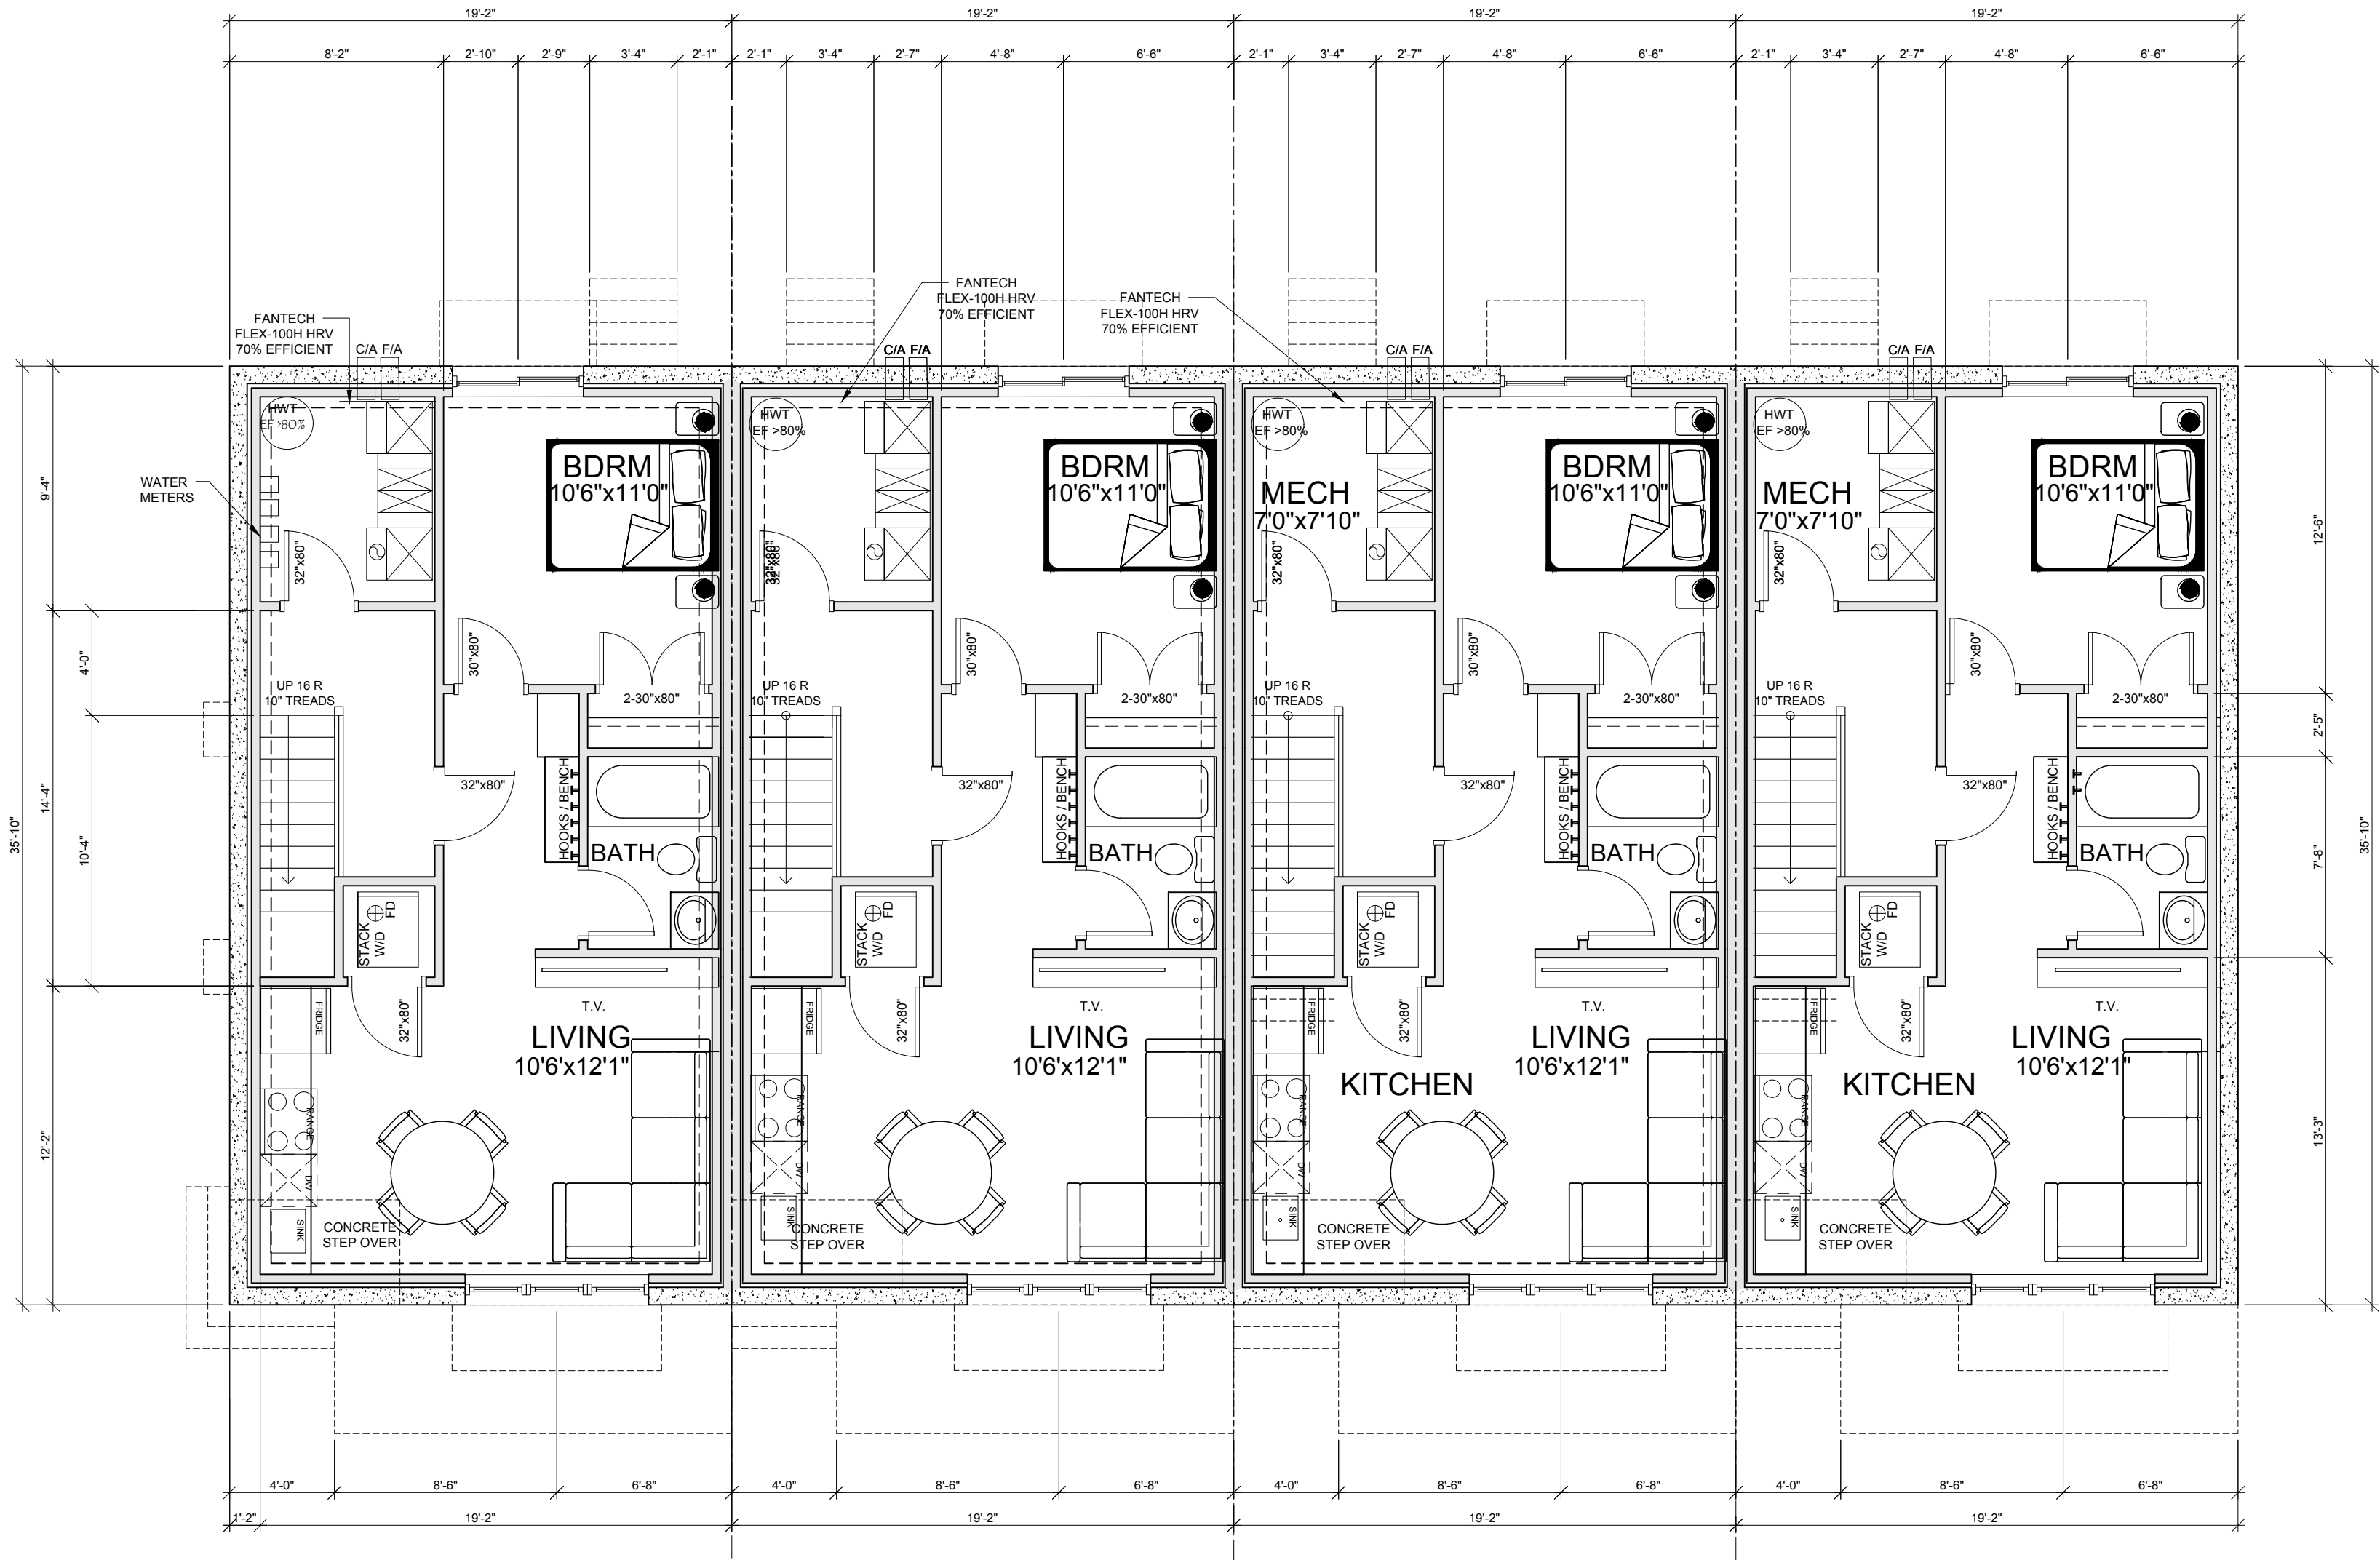 19'-2" 19'-2" 19'-2" 19'-2"
8'-2" 2'-10" 2'-9" 3'-4" 2'-1" 2'-1" 3'-4" 2'-7" 4'-8" 6'-6" 2'-1" 3'-4" 2'-7" 4'-8" 6'-6" 2'-1" 3'-4" 2'-7" 4'-8" 6'-6"
FANTECH
FLEX-100H HRV
70% EFFICIENT
FANTECH
FLEX-100H HRV
70% EFFICIENT
FANTECH
FLEX-100H HRV
70% EFFICIENT
C/A F/A
C/A F/A
C/A F/A
C/A F/A
35'-10"
9'-4"
14'-4"
12'-2"
4'-0"
10'-4"
WATER
METERS
HWT
EF >80%
BDRM
10'6"x11'0"
32"x80"
30"x80"
UP 16 R
10" TREADS
2-30"x80"
32"x80"
HOOKS / BENCH
BATH
STACK
W/D
FD
32"x80"
FRIDGE
T.V.
LIVING
10'6'x12'1"
RANGE
DW
SINK
CONCRETE
STEP OVER
HWT
EF >80%
BDRM
10'6"x11'0"
32"x80"
32"x80"
30"x80"
UP 16 R
10" TREADS
2-30"x80"
32"x80"
HOOKS / BENCH
BATH
STACK
W/D
FD
32"x80"
FRIDGE
T.V.
LIVING
10'6'x12'1"
RANGE
DW
SINK
CONCRETE
STEP OVER
HWT
EF >80%
MECH
7'0"x7'10"
BDRM
10'6"x11'0"
32"x80"
30"x80"
UP 16 R
10" TREADS
2-30"x80"
32"x80"
HOOKS / BENCH
BATH
STACK
W/D
FD
32"x80"
FRIDGE
T.V.
LIVING
10'6'x12'1"
KITCHEN
RANGE
DW
SINK
CONCRETE
STEP OVER
HWT
EF >80%
MECH
7'0"x7'10"
BDRM
10'6"x11'0"
32"x80"
30"x80"
UP 16 R
10" TREADS
2-30"x80"
32"x80"
HOOKS / BENCH
BATH
STACK
W/D
FD
32"x80"
FRIDGE
T.V.
LIVING
10'6'x12'1"
KITCHEN
RANGE
DW
SINK
CONCRETE
STEP OVER
12'-6"
2'-5"
7'-8"
13'-3"
35'-10"
4'-0" 8'-6" 6'-8" 4'-0" 8'-6" 6'-8" 4'-0" 8'-6" 6'-8" 4'-0" 8'-6" 6'-8"
1'-2" 19'-2" 19'-2" 19'-2" 19'-2"